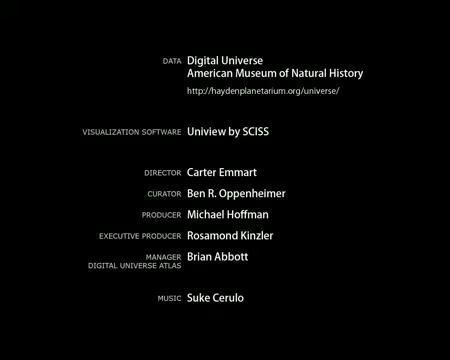 DATA Digital Universe
American Museum of Natural History
http://haydenplanetarium.org/universe/
VISUALIZATION SOFTWARE Uniview by SCISS
DIRECTOR Carter Emmart
CURATOR Ben R. Oppenheimer
PRODUCER Michael Hoffman
EXECUTIVE PRODUCER Rosamond Kinzler
MANAGER Brian Abbott
DIGITAL UNIVERSE ATLAS
MUSIC Suke Cerulo